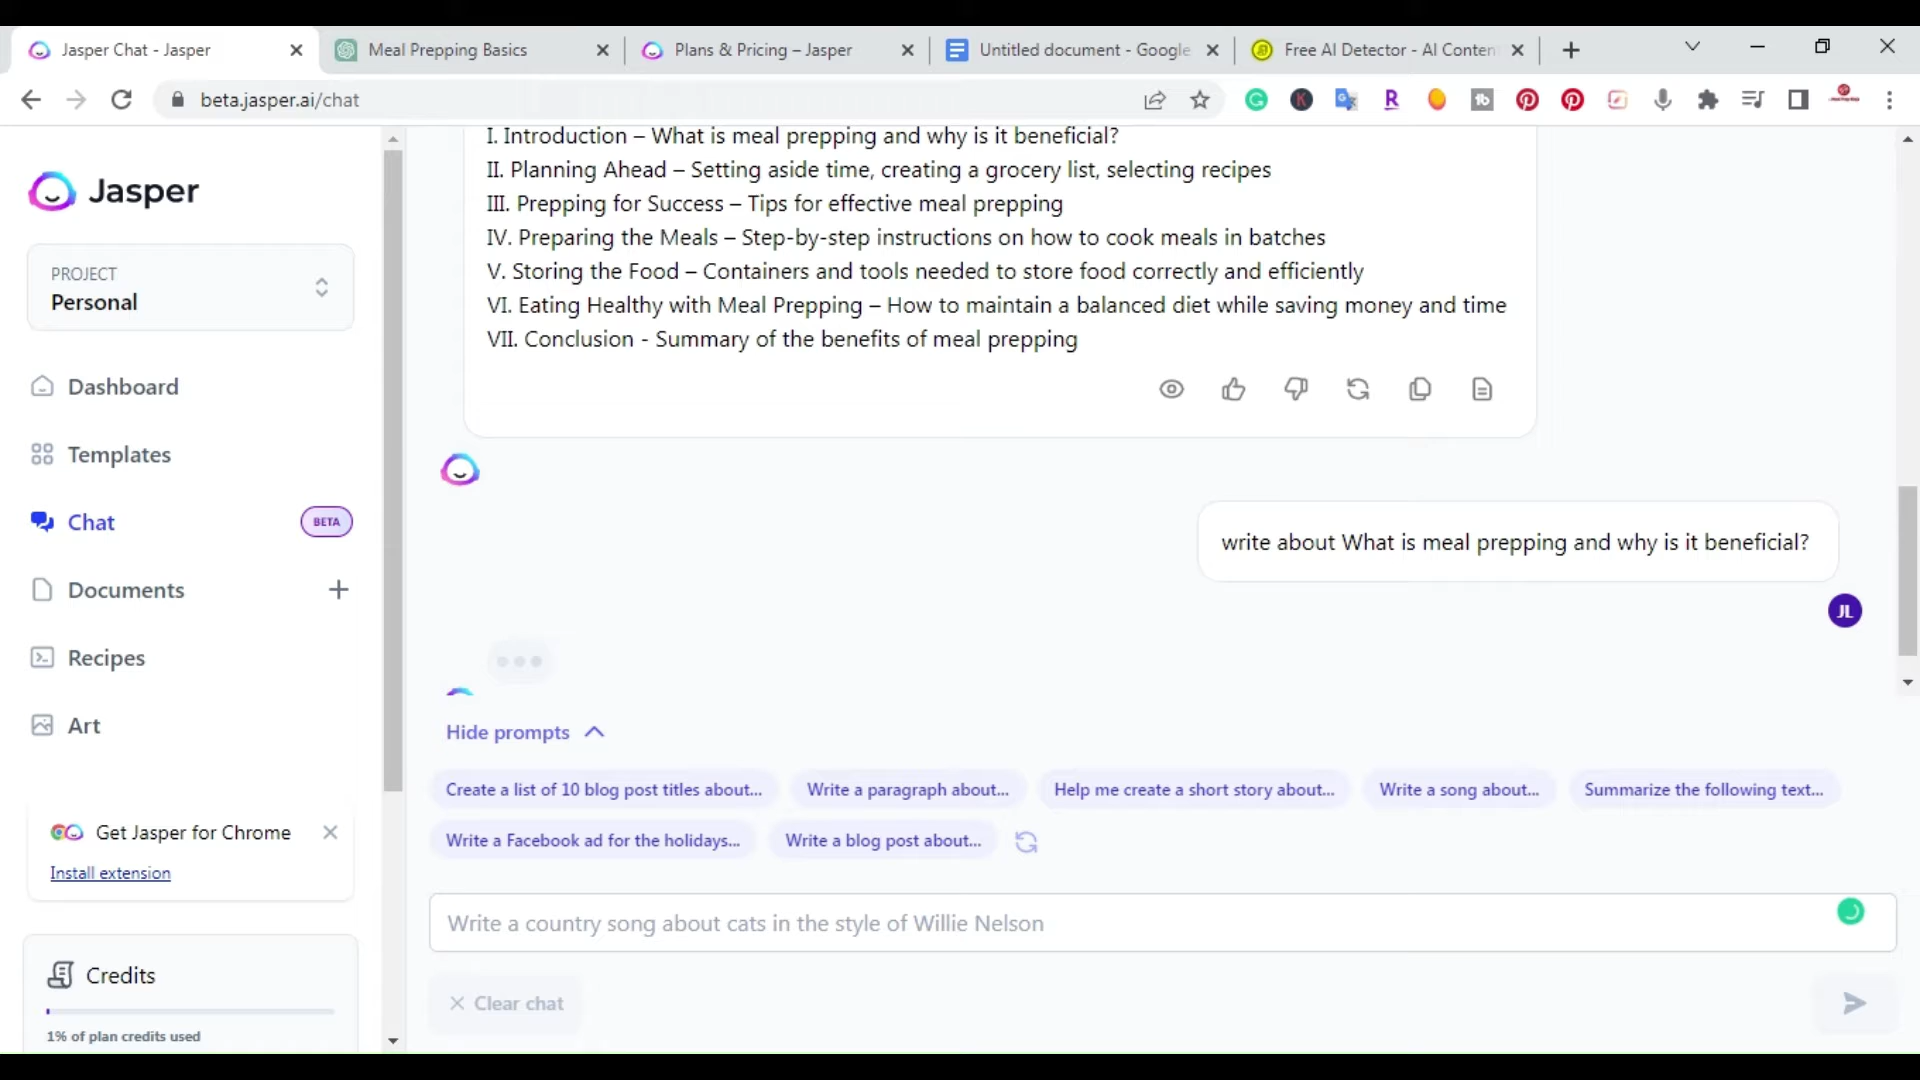 Jasper Chat - Jasper
Meal Prepping Basics
Plans & Pricing – Jasper
Untitled document - Google
Free AI Detector - AI Conten
beta.jasper.ai/chat
Jasper
PROJECT
Personal
Dashboard
Templates
Chat
BETA
Documents
Recipes
Art
Get Jasper for Chrome
Install extension
Credits
1% of plan credits used
I. Introduction – What is meal prepping and why is it beneficial?
II. Planning Ahead – Setting aside time, creating a grocery list, selecting recipes
III. Prepping for Success – Tips for effective meal prepping
IV. Preparing the Meals – Step-by-step instructions on how to cook meals in batches
V. Storing the Food – Containers and tools needed to store food correctly and efficiently
VI. Eating Healthy with Meal Prepping – How to maintain a balanced diet while saving money and time
VII. Conclusion - Summary of the benefits of meal prepping
write about What is meal prepping and why is it beneficial?
JL
Hide prompts
Create a list of 10 blog post titles about...
Write a paragraph about...
Help me create a short story about...
Write a song about...
Summarize the following text...
Write a Facebook ad for the holidays...
Write a blog post about...
Write a country song about cats in the style of Willie Nelson
Clear chat